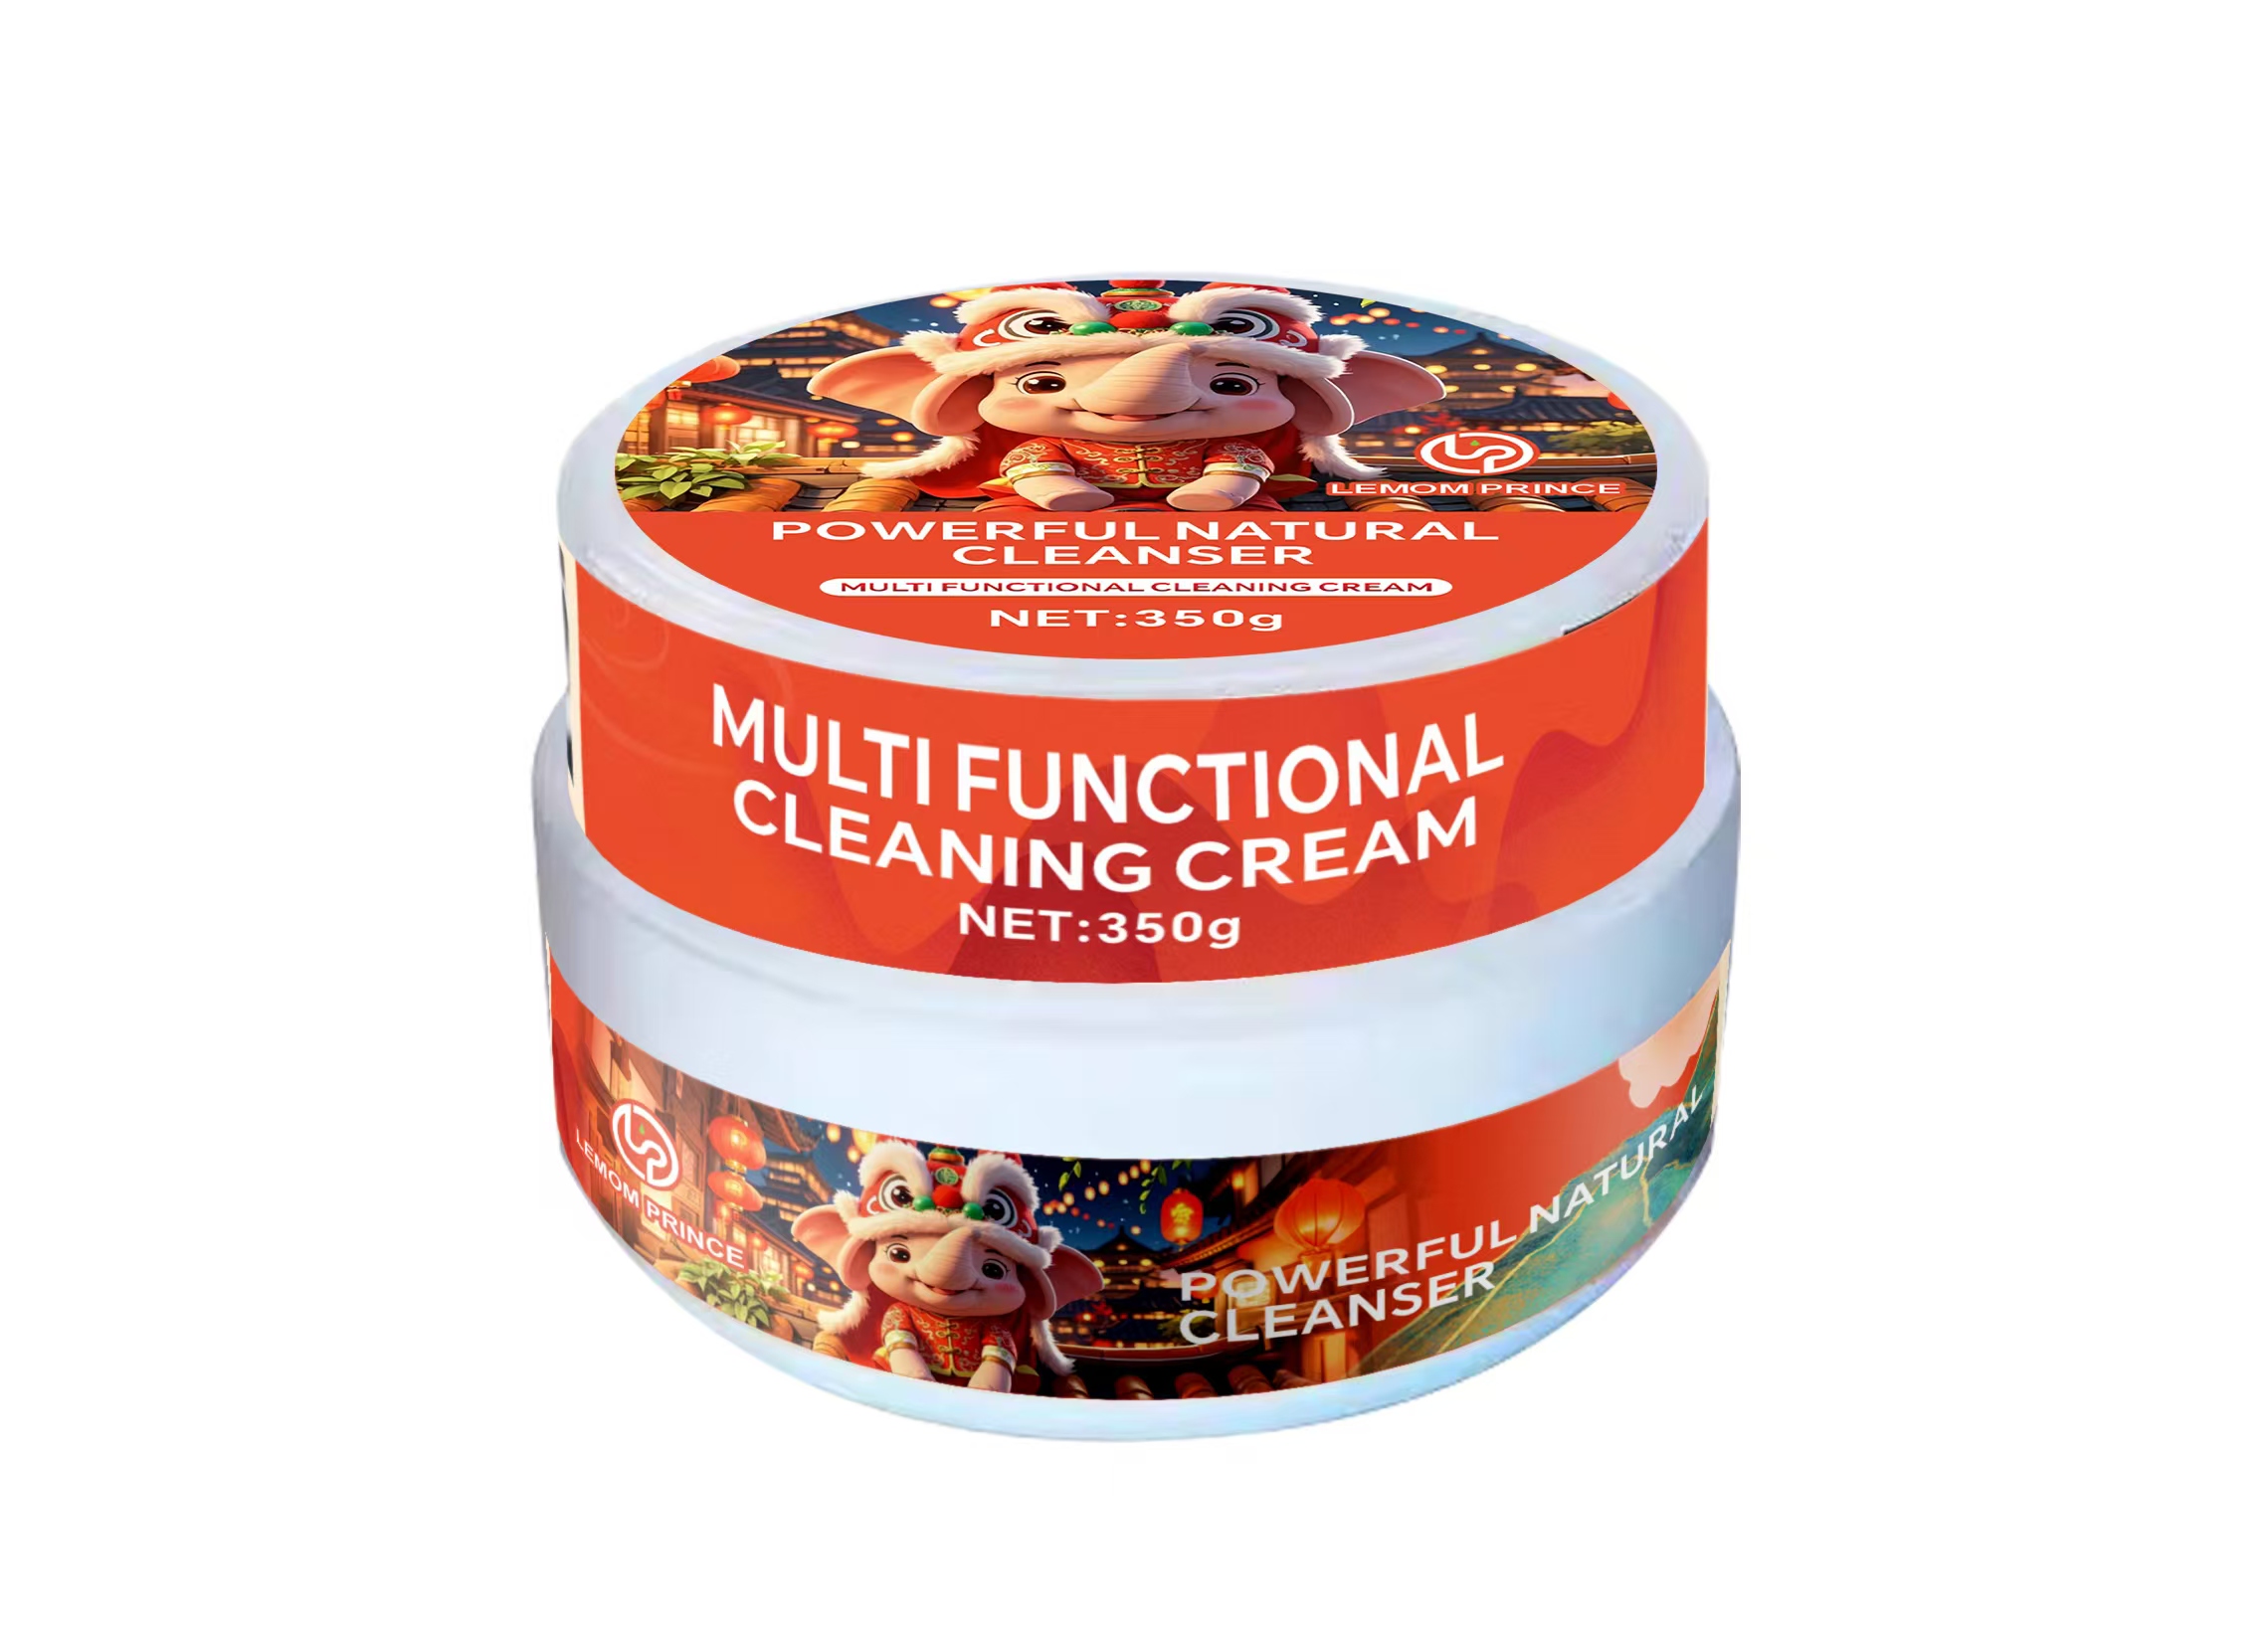 LEMOM PRINCE
POWERFUL NATURAL
CLEANSER
MULTI FUNCTIONAL CLEANING CREAM
NET:350g
MULTI FUNCTIONAL
CLEANING CREAM
NET:350g
LEMOM PRINCE
POWERFUL NATURAL
CLEANSER